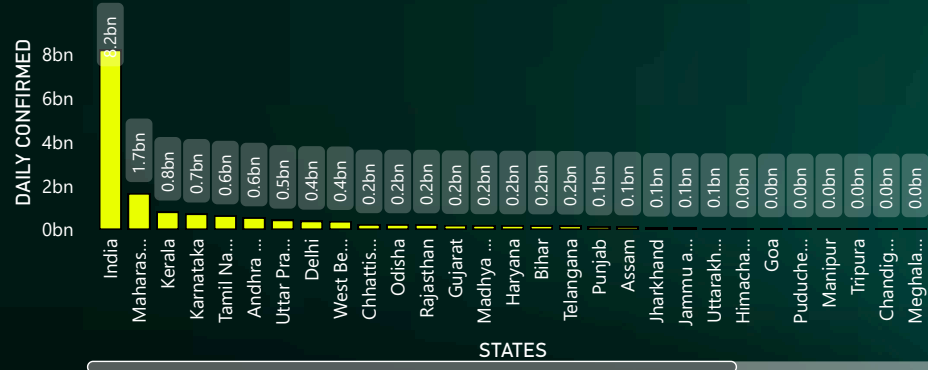 DAILY CONFIRMED
8bn
6bn
4bn
2bn
0bn
8.2bn
1.7bn
0.8bn
0.7bn
0.6bn
0.6bn
0.5bn
0.4bn
0.4bn
0.2bn
0.2bn
0.2bn
0.2bn
0.2bn
0.2bn
0.2bn
0.2bn
0.1bn
0.1bn
0.1bn
0.1bn
0.1bn
0.0bn
0.0bn
0.0bn
0.0bn
0.0bn
0.0bn
0.0bn
India
Maharas...
Kerala
Karnataka
Tamil Na...
Andhra ...
Uttar Pra...
Delhi
West Be...
Chhattis...
Odisha
Rajasthan
Gujarat
Madhya ...
Haryana
Bihar
Telangana
Punjab
Assam
Jharkhand
Jammu a...
Uttarakh...
Himacha...
Goa
Puduche...
Manipur
Tripura
Chandig...
Meghala...
STATES